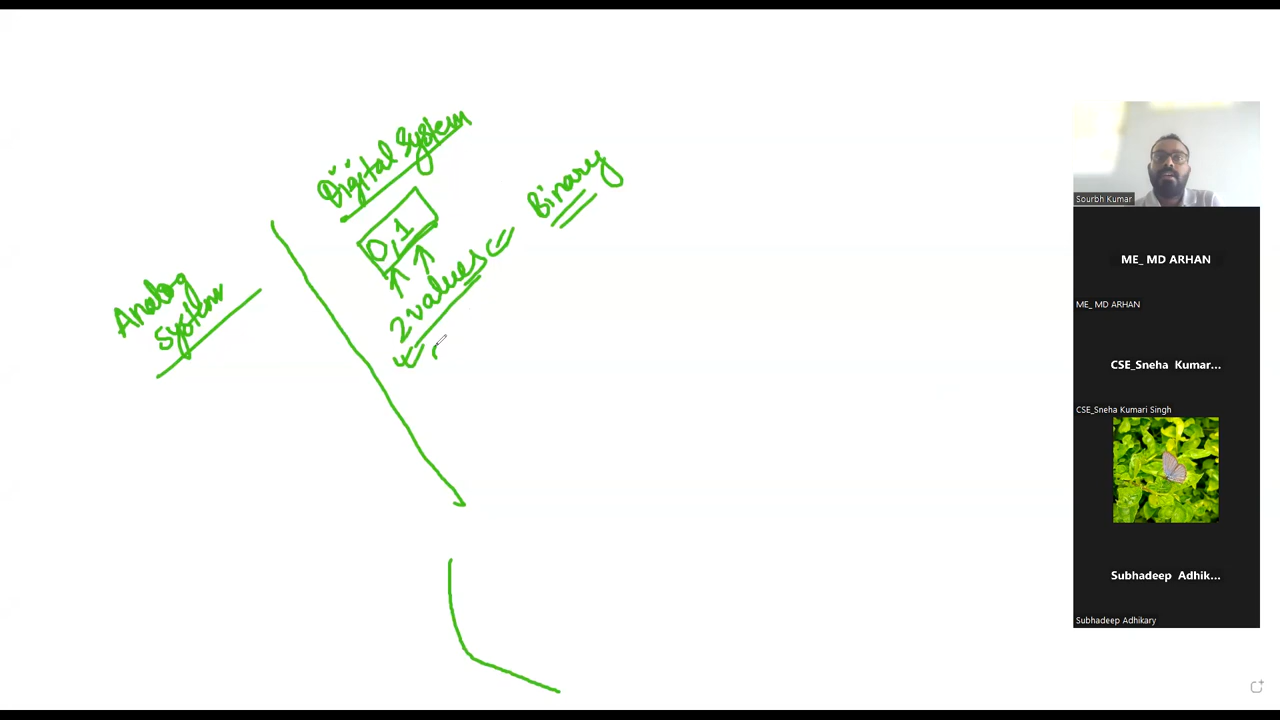 Digital System
Binary
0, 1
2 values
Analog
System
Sourbh Kumar
ME_ MD ARHAN
ME_ MD ARHAN
CSE_Sneha Kumar...
CSE_Sneha Kumari Singh
Subhadeep Adhik...
Subhadeep Adhikary